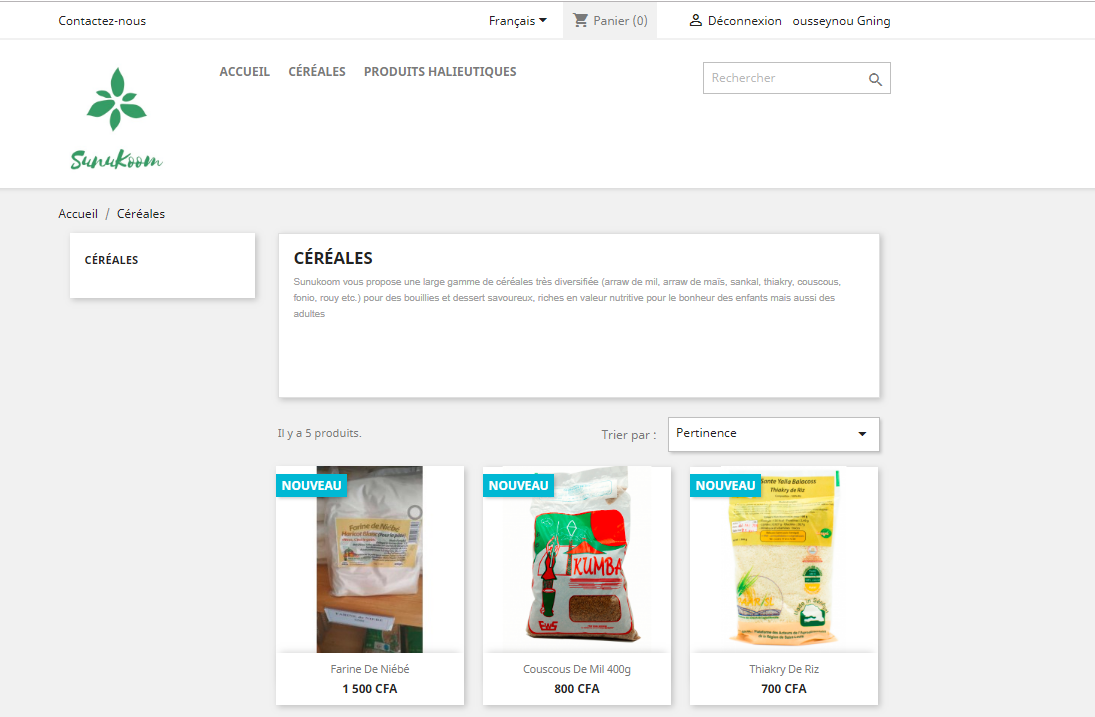 Contactez-nous
Français
Panier (0)
Déconnexion
ousseynou Gning
ACCUEIL
CÉRÉALES
PRODUITS HALIEUTIQUES
Rechercher
SunuKoom
Accueil / Céréales
CÉRÉALES
CÉRÉALES
Sunukoom vous propose une large gamme de céréales très diversifiée (arraw de mil, arraw de maïs, sankal, thiakry, couscous,
fonio, rouy etc.) pour des bouillies et dessert savoureux, riches en valeur nutritive pour le bonheur des enfants mais aussi des
adultes
Il y a 5 produits.
Trier par :
Pertinence
NOUVEAU
Farine de Niébé
Haricot Blanc
Farine De Niébé
1 500 CFA
NOUVEAU
KUMBA
Couscous De Mil 400g
800 CFA
NOUVEAU
Thiakry de Riz
Thiakry De Riz
700 CFA